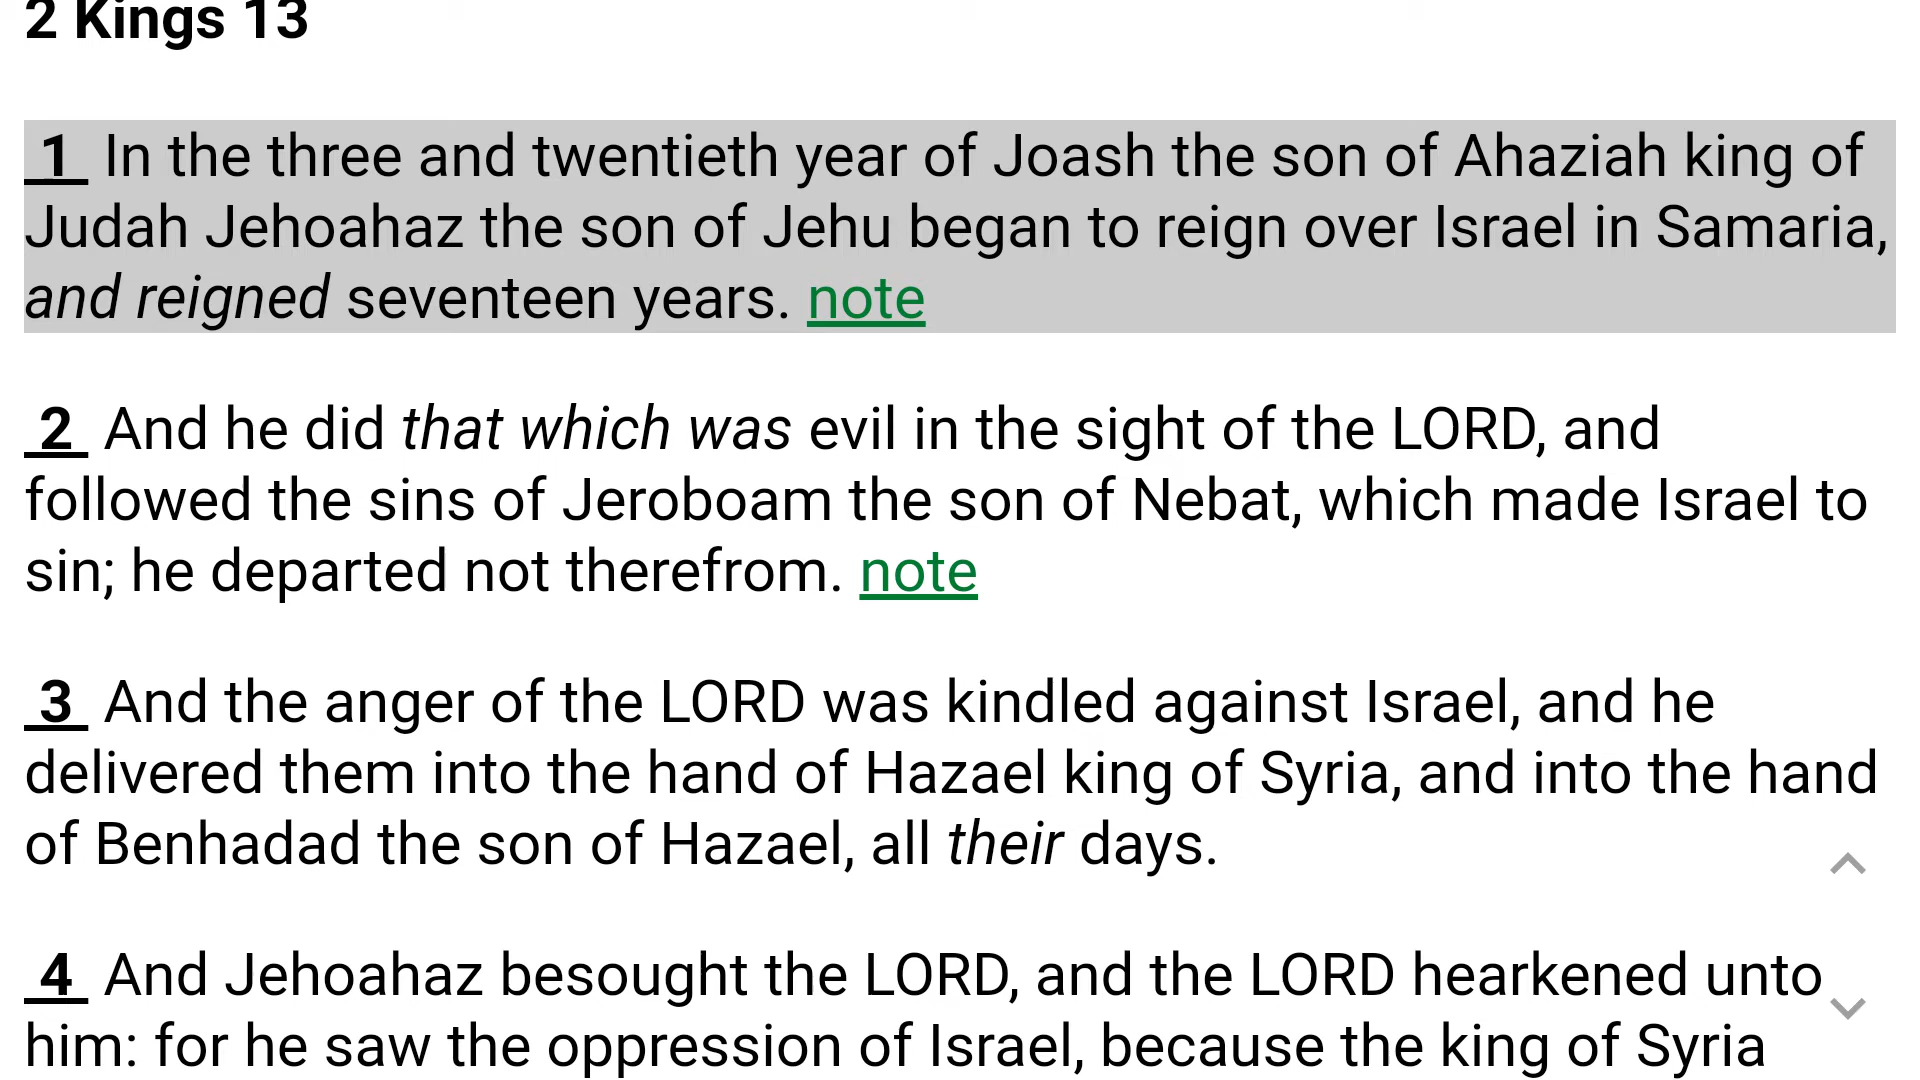 2 Kings 13
1 In the three and twentieth year of Joash the son of Ahaziah king of
Judah Jehoahaz the son of Jehu began to reign over Israel in Samaria,
and reigned seventeen years. note
2 And he did that which was evil in the sight of the LORD, and
followed the sins of Jeroboam the son of Nebat, which made Israel to
sin; he departed not therefrom. note
3 And the anger of the LORD was kindled against Israel, and he
delivered them into the hand of Hazael king of Syria, and into the hand
of Benhadad the son of Hazael, all their days.
4 And Jehoahaz besought the LORD, and the LORD hearkened unto
him: for he saw the oppression of Israel, because the king of Syria